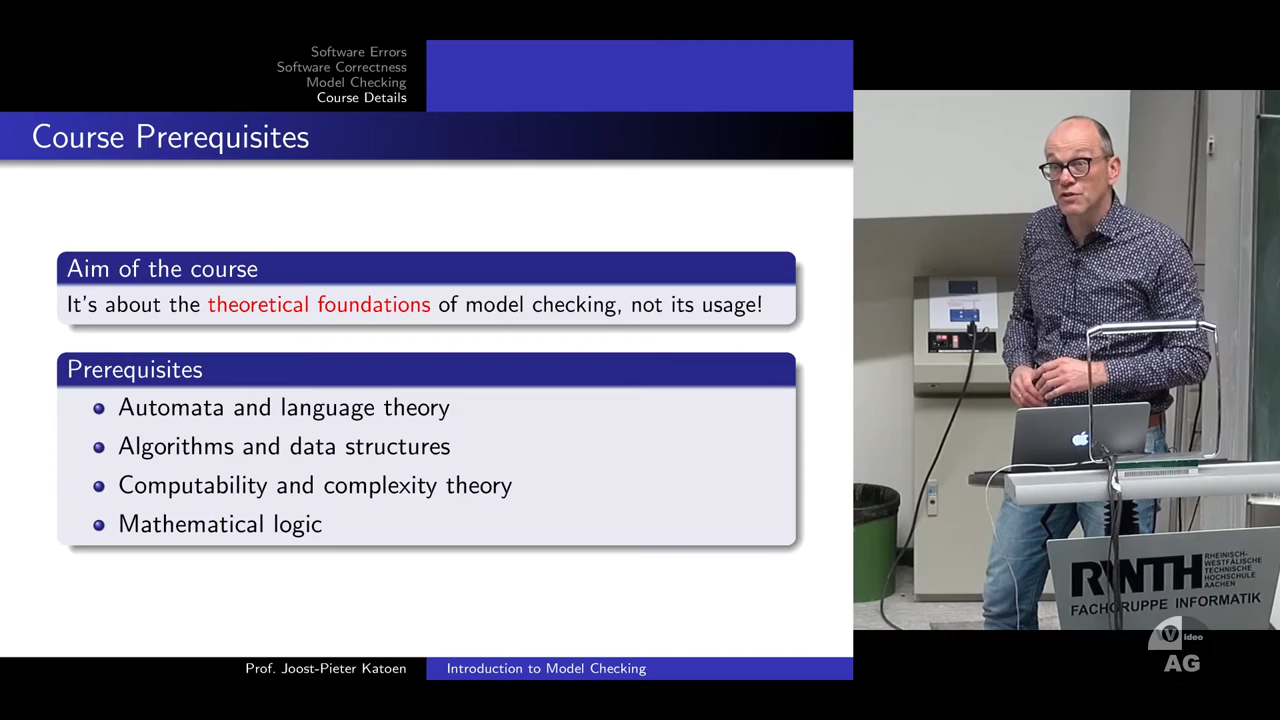 Software Errors
Software Correctness
Model Checking
Course Details
Course Prerequisites
Aim of the course
It's about the theoretical foundations of model checking, not its usage!
Prerequisites
Automata and language theory
Algorithms and data structures
Computability and complexity theory
Mathematical logic
Prof. Joost-Pieter Katoen
Introduction to Model Checking
RWTH
RHEINISCH-
WESTFÄLISCHE
TECHNISCHE
HOCHSCHULE
AACHEN
FACHGRUPPE INFORMATIK
Video
AG